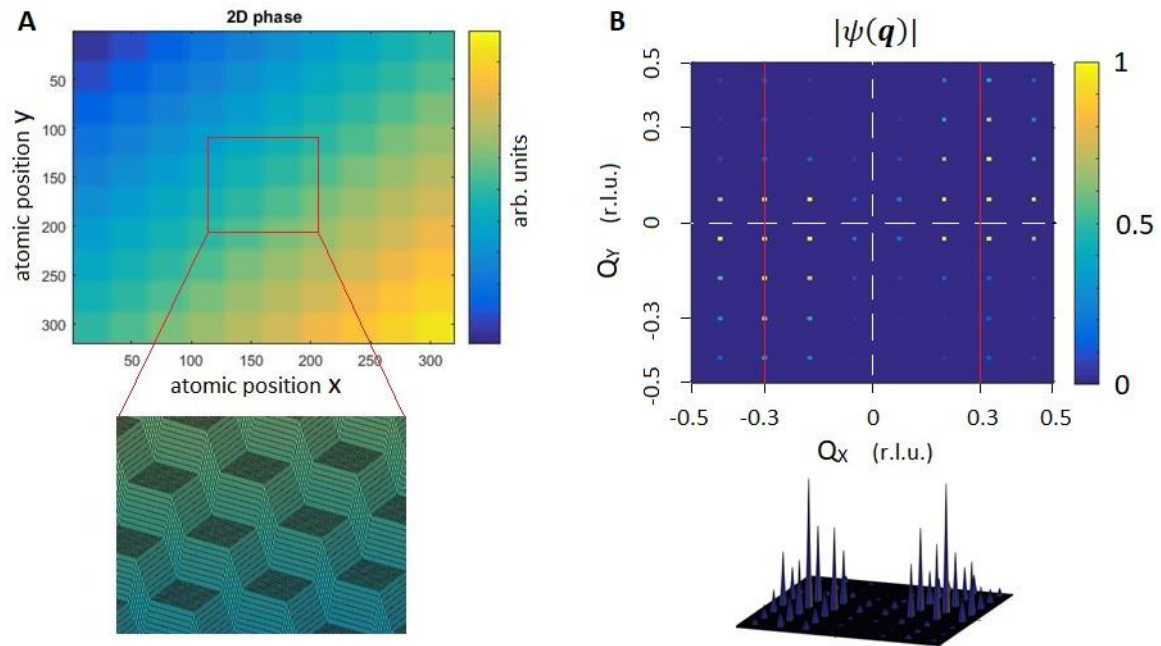 A
2D phase
50
100
150
200
250
300
50 100 150 200 250 300
atomic position y
atomic position x
arb. units
B
|ψ(q)|
0.5
0.3
0
-0.3
-0.5
Q_Y (r.l.u.)
-0.5 -0.3 0 0.3 0.5
Q_X (r.l.u.)
1
0.5
0